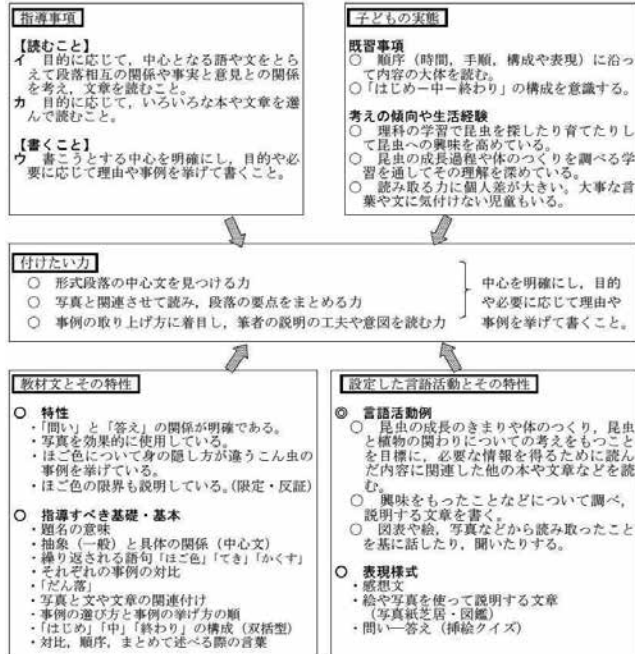 指導事項
【読むこと】
イ 目的に応じて,中心となる語や文をとら
えて段落相互の関係や事実と意見との関係
を考え,文章を読むこと。
カ 目的に応じて,いろいろな本や文章を選
んで読むこと。
【書くこと】
ウ 書こうとする中心を明確にし,目的や必
要に応じて理由や事例を挙げて書くこと。
子どもの実態
既習事項
○ 順序(時間,手順,構成や表現)に沿っ
て内容の大体を読む。
○「はじめ-中-終わり」の構成を意識する。
考えの傾向や生活経験
○ 理科の学習で昆虫を探したり育てたりし
て昆虫への興味を高めている。
○ 昆虫の成長過程や体のつくりを調べる学
習を通してその理解を深めている。
○ 読み取る力に個人差が大きい。大事な言
葉や文に気付けない児童もいる。
付けたい力
○ 形式段落の中心文を見つける力
○ 写真と関連させて読み,段落の要点をまとめる力
○ 事例の取り上げ方に着目し,筆者の説明の工夫や意図を読む力
中心を明確にし,目的
や必要に応じて理由や
事例を挙げて書くこと。
教材文とその特性
○ 特性
・「問い」と「答え」の関係が明確である。
・写真を効果的に使用している。
・ほご色について身の隠し方が違うこん虫の
事例を挙げている。
・ほご色の限界も説明している。(限定・反証)
○ 指導すべき基礎・基本
・題名の意味
・抽象(一般)と具体の関係(中心文)
・繰り返される語句「ほご色」「てき」「かくす」
・それぞれの事例の対比
・「だん落」
・写真と文や文章の関連付け
・事例の選び方と事例の挙げ方の順
・「はじめ」「中」「終わり」の構成(双括型)
・対比,順序,まとめて述べる際の言葉
設定した言語活動とその特性
◎ 言語活動例
○ 昆虫の成長のきまりや体のつくり,昆虫
と植物の関わりについての考えをもつこと
を目標に,必要な情報を得るために読ん
だ内容に関連した他の本や文章などを読
む。
○ 興味をもったことなどについて調べ,
説明する文章を書く。
○ 図表や絵,写真などから読み取ったこと
を基に話したり,聞いたりする。
○ 表現様式
・感想文
・絵や写真を使って説明する文章
(写真紙芝居・図鑑)
・問い―答え(挿絵クイズ)